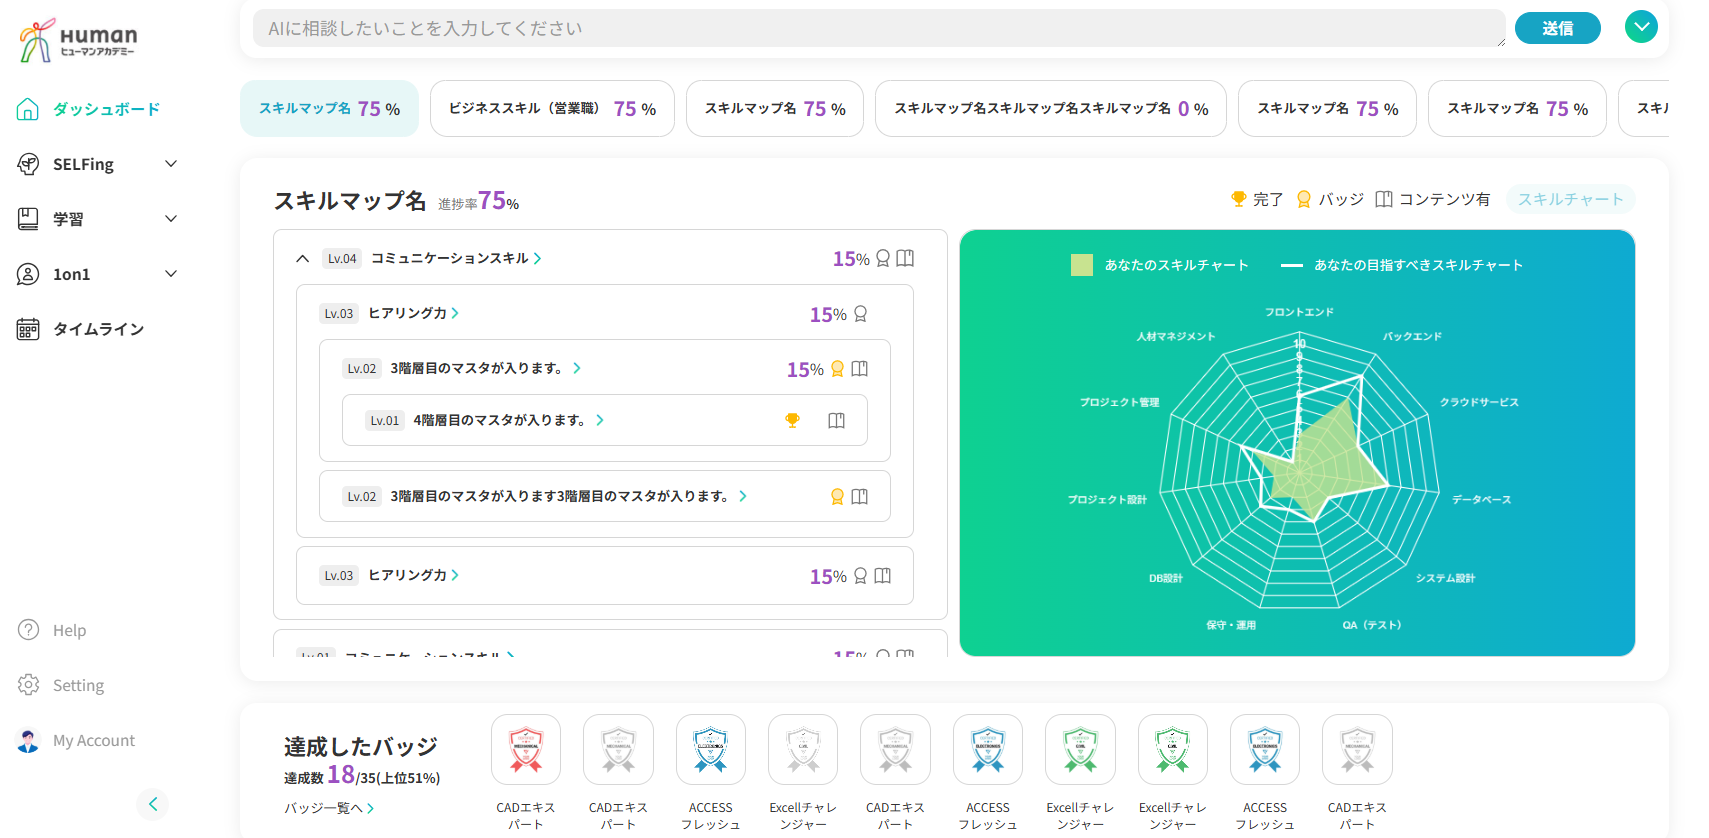 Human
ヒューマンアカデミー
AIに相談したいことを入力してください
送信
ダッシュボード
SELFing
学習
1on1
タイムライン
Help
Setting
My Account
スキルマップ名 75 %
ビジネススキル（営業職） 75 %
スキルマップ名 75 %
スキルマップ名スキルマップ名スキルマップ名 0 %
スキルマップ名 75 %
スキルマップ名 75 %
スキル
スキルマップ名 進捗率75%
完了 バッジ コンテンツ有 スキルチャート
Lv.04 コミュニケーションスキル 15%
Lv.03 ヒアリング力 15%
Lv.02 3階層目のマスタが入ります。 15%
Lv.01 4階層目のマスタが入ります。
Lv.02 3階層目のマスタが入ります3階層目のマスタが入ります。
Lv.03 ヒアリング力 15%
Lv.01 コミュニケーションスキル 15%
あなたのスキルチャート あなたの目指すべきスキルチャート
フロントエンド
バックエンド
クラウドサービス
データベース
システム設計
QA（テスト）
保守・運用
DB設計
プロジェクト設計
プロジェクト管理
人材マネジメント
10
9
8
7
達成したバッジ
達成数 18/35(上位51%)
バッジ一覧へ
CADエキス
パート
CADエキス
パート
ACCESS
フレッシュ
Excellチャレ
ンジャー
CADエキス
パート
ACCESS
フレッシュ
Excellチャレ
ンジャー
Excellチャレ
ンジャー
ACCESS
フレッシュ
CADエキス
パート